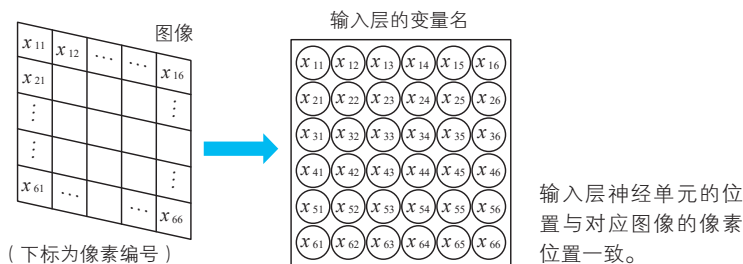 图像
x11 x12 … … x16
x21 ⋮
⋮
⋮ ⋮
x61 … … x66
（下标为像素编号）
输入层的变量名
x11 x12 x13 x14 x15 x16
x21 x22 x23 x24 x25 x26
x31 x32 x33 x34 x35 x36
x41 x42 x43 x44 x45 x46
x51 x52 x53 x54 x55 x56
x61 x62 x63 x64 x65 x66
输入层神经单元的位
置与对应图像的像素
位置一致。